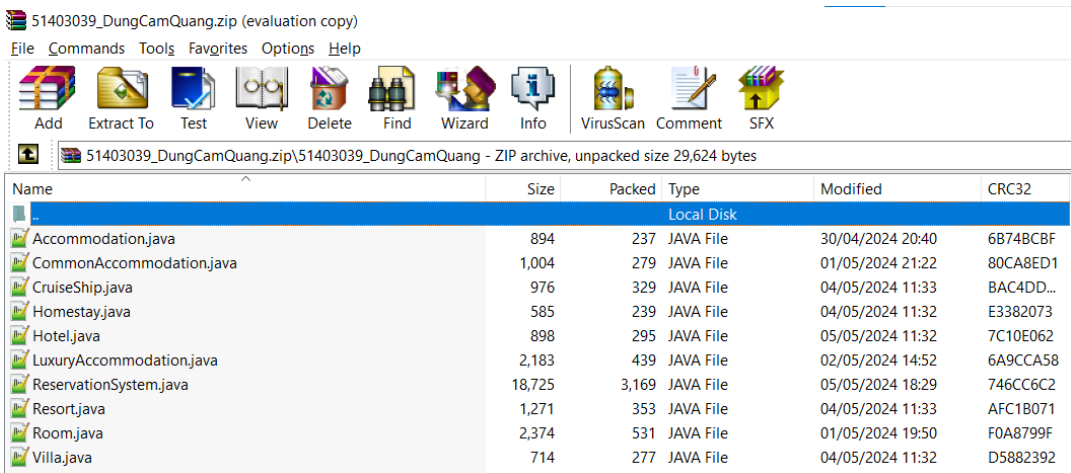 51403039_DungCamQuang.zip (evaluation copy)
File Commands Tools Favorites Options Help
Add Extract To Test View Delete Find Wizard Info VirusScan Comment SFX
51403039_DungCamQuang.zip\51403039_DungCamQuang - ZIP archive, unpacked size 29,624 bytes
Name Size Packed Type Modified CRC32
.. Local Disk
Accommodation.java 894 237 JAVA File 30/04/2024 20:40 6B74BCBF
CommonAccommodation.java 1,004 279 JAVA File 01/05/2024 21:22 80CA8ED1
CruiseShip.java 976 329 JAVA File 04/05/2024 11:33 BAC4DD...
Homestay.java 585 239 JAVA File 04/05/2024 11:32 E3382073
Hotel.java 898 295 JAVA File 05/05/2024 11:32 7C10E062
LuxuryAccommodation.java 2,183 439 JAVA File 02/05/2024 14:52 6A9CCA58
ReservationSystem.java 18,725 3,169 JAVA File 05/05/2024 18:29 746CC6C2
Resort.java 1,271 353 JAVA File 04/05/2024 11:33 AFC1B071
Room.java 2,374 531 JAVA File 01/05/2024 19:50 F0A8799F
Villa.java 714 277 JAVA File 04/05/2024 11:32 D5882392